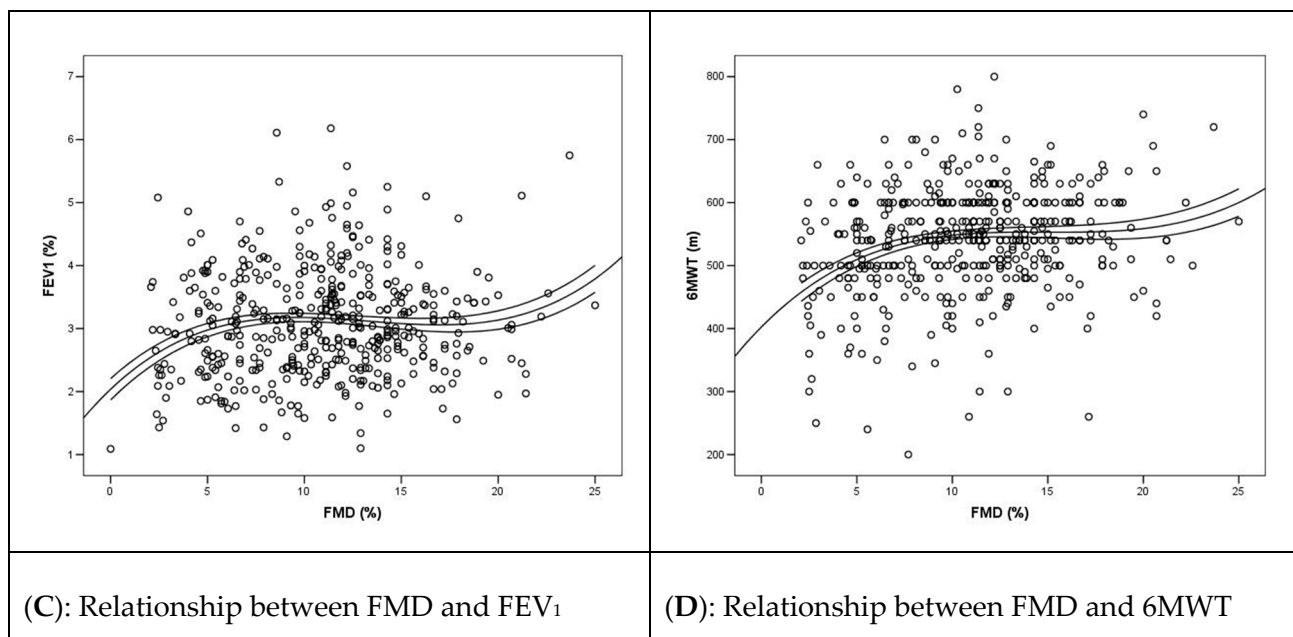 7
6
5
4
3
2
1
FEV1 (%)
0 5 10 15 20 25
FMD (%)
800
700
600
500
400
300
200
6MWT (m)
0 5 10 15 20 25
FMD (%)
(C): Relationship between FMD and FEV₁
(D): Relationship between FMD and 6MWT